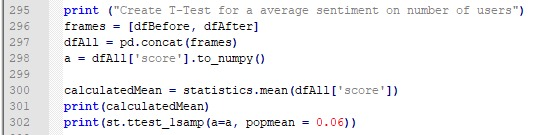 295 print ("Create T-Test for a average sentiment on number of users")
296 frames = [dfBefore, dfAfter]
297 dfAll = pd.concat(frames)
298 a = dfAll['score'].to_numpy()
299
300 calculatedMean = statistics.mean(dfAll['score'])
301 print(calculatedMean)
302 print(st.ttest_1samp(a=a, popmean = 0.06))